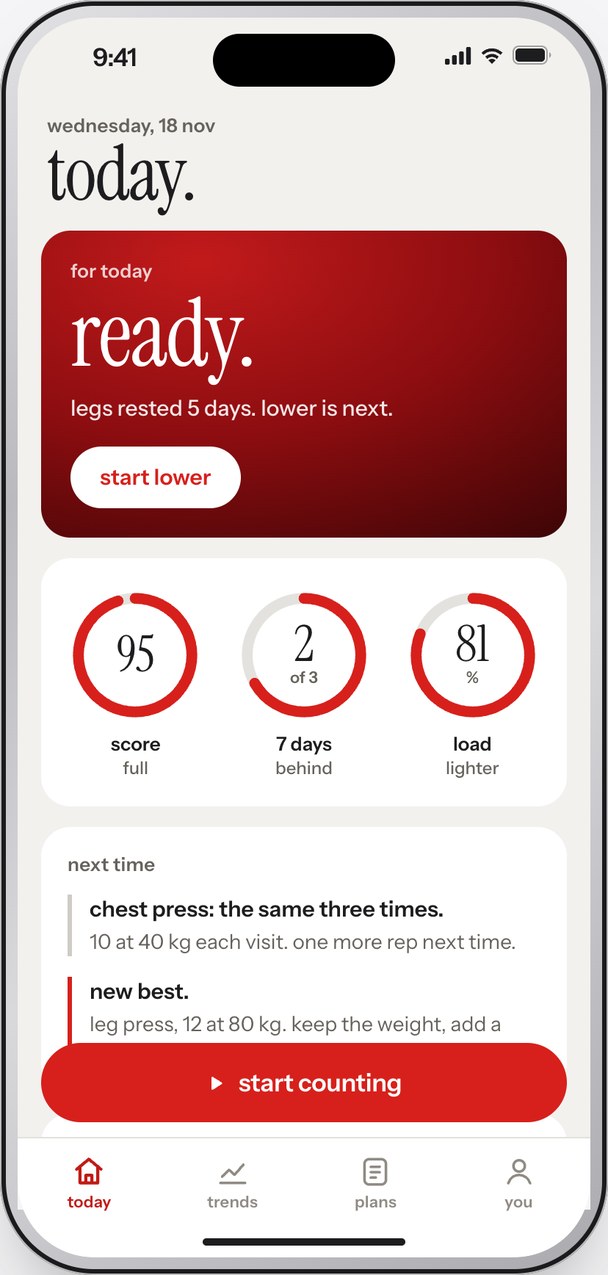 9:41
wednesday, 18 nov
today.
for today
ready.
legs rested 5 days. lower is next.
start lower
95
score
full
2
of 3
7 days
behind
81
%
load
lighter
next time
chest press: the same three times.
10 at 40 kg each visit. one more rep next time.
new best.
leg press, 12 at 80 kg. keep the weight, add a
start counting
today
trends
plans
you